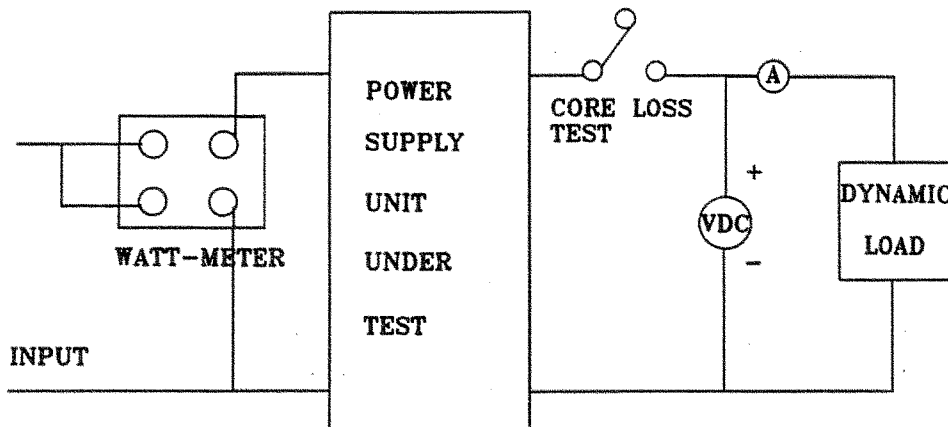 POWER
SUPPLY
UNIT
UNDER
TEST
WATT-METER
INPUT
CORE LOSS
TEST
A
+
VDC
-
DYNAMIC
LOAD